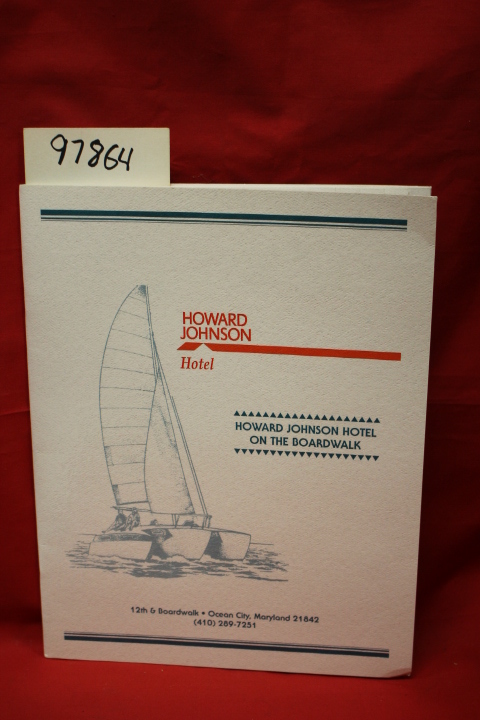 97864
HOWARD
JOHNSON
Hotel
HOWARD JOHNSON HOTEL
ON THE BOARDWALK
12th & Boardwalk • Ocean City, Maryland 21842
(410) 289-7251